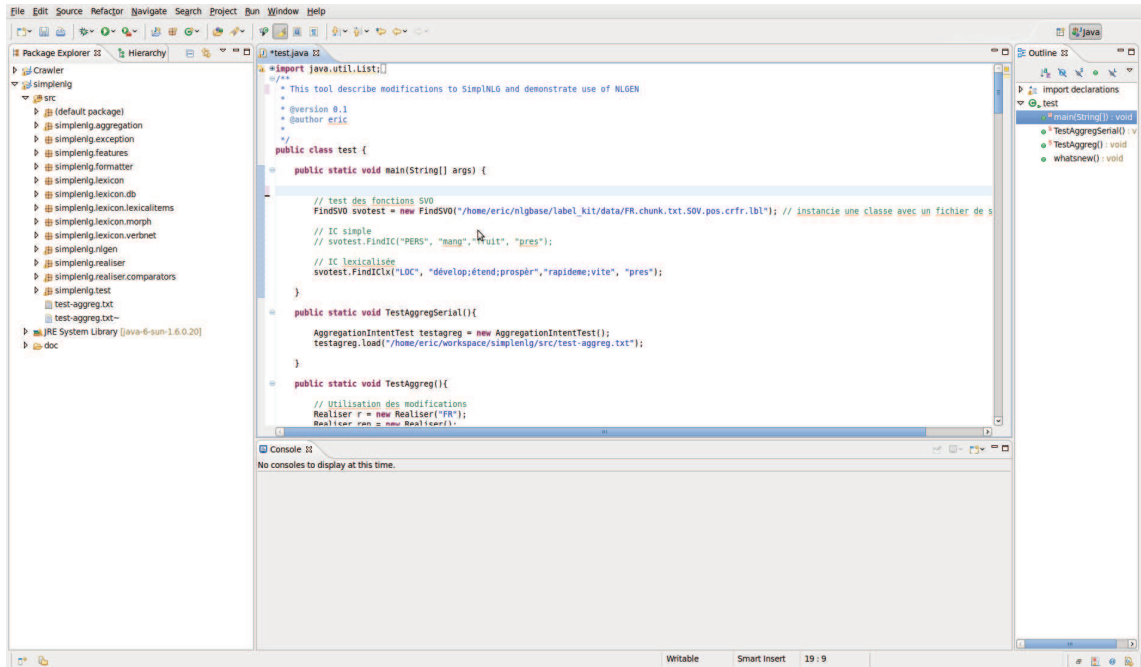 File Edit Source Refactor Navigate Search Project Run Window Help
Java
Package Explorer
Hierarchy
Crawler
simplenlg
src
(default package)
simplenlg.aggregation
simplenlg.exception
simplenlg.features
simplenlg.formatter
simplenlg.lexicon
simplenlg.lexicon.db
simplenlg.lexicon.lexicalitems
simplenlg.lexicon.morph
simplenlg.lexicon.verbnet
simplenlg.nlgen
simplenlg.realiser
simplenlg.realiser.comparators
simplenlg.test
test-aggreg.txt
test-aggreg.txt~
JRE System Library [java-6-sun-1.6.0.20]
doc
*test.java
import java.util.List;
/**
* This tool describe modifications to SimplNLG and demonstrate use of NLGEN
*
* @version 0.1
* @author eric
*
*/
public class test {
public static void main(String[] args) {
// test des fonctions SVO
FindSVO svotest = new FindSVO("/home/eric/nlgbase/label_kit/data/FR.chunk.txt.SOV.pos.crfr.lbl"); // instancie une classe avec un fichier de s
// IC simple
// svotest.FindIC("PERS", "mang","fruit", "pres");
// IC lexicalisée
svotest.FindIClx("LOC", "dévelop;étend;prospèr","rapideme;vite", "pres");
}
public static void TestAggregSerial(){
AggregationIntentTest testagreg = new AggregationIntentTest();
testagreg.load("/home/eric/workspace/simplenlg/src/test-aggreg.txt");
}
public static void TestAggreg(){
// Utilisation des modifications
Realiser r = new Realiser("FR");
Realiser ren = new Realiser();
Console
No consoles to display at this time.
Outline
import declarations
test
main(String[]) : void
TestAggregSerial() : v
TestAggreg() : void
whatsnew() : void
Writable Smart Insert 19 : 9